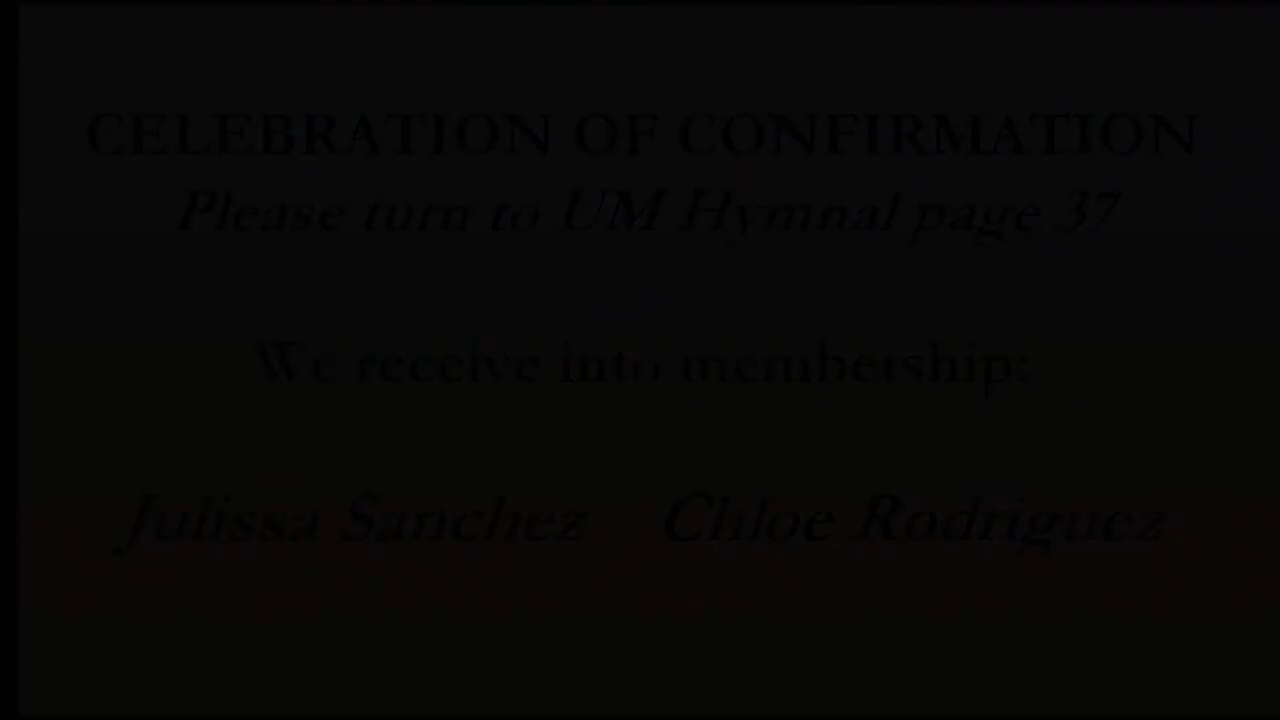 CELEBRATION OF CONFIRMATION
Please turn to UM Hymnal page 37
We receive into membership:
Julissa Sanchez Chloe Rodriguez